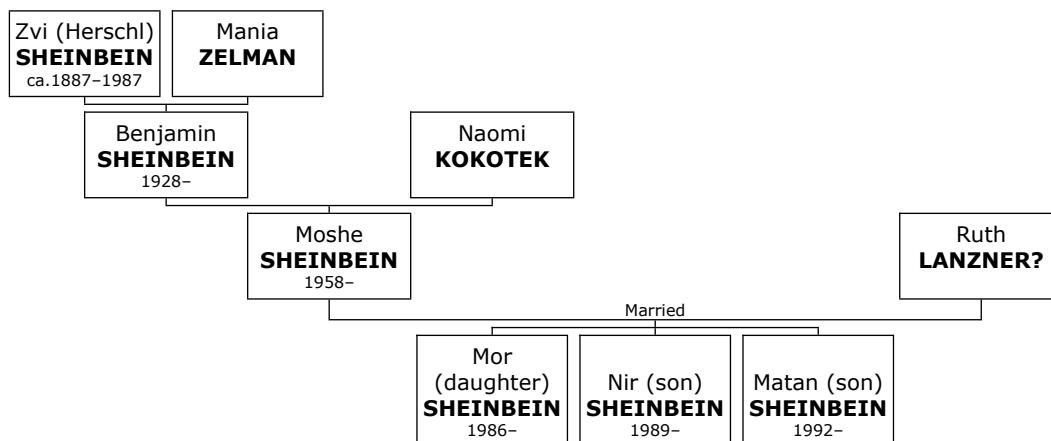 Zvi (Herschl)
SHEINBEIN
ca.1887–1987
Mania
ZELMAN
Benjamin
SHEINBEIN
1928–
Naomi
KOKOTEK
Moshe
SHEINBEIN
1958–
Ruth
LANZNER?
Married
Mor
(daughter)
SHEINBEIN
1986–
Nir (son)
SHEINBEIN
1989–
Matan (son)
SHEINBEIN
1992–